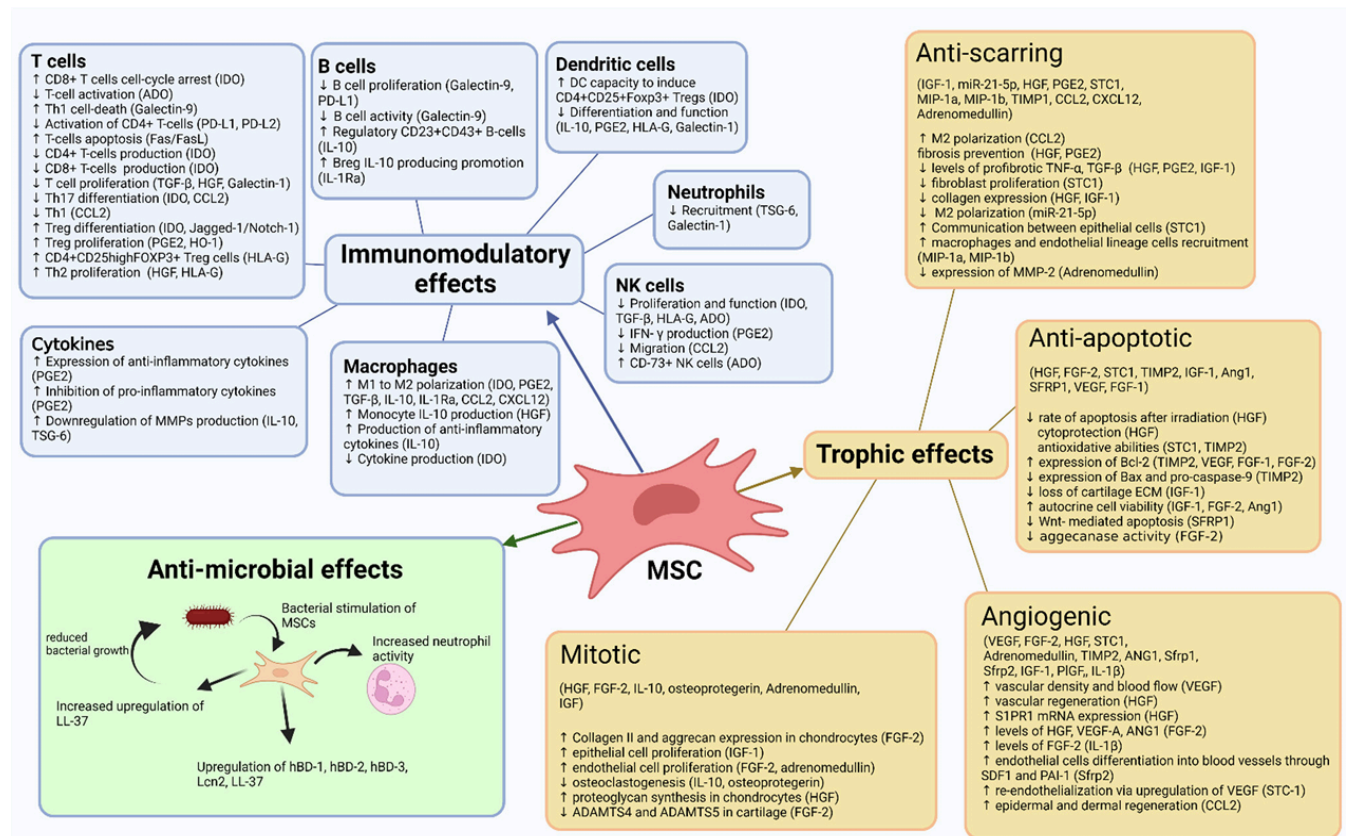 T cells
↑ CD8+ T cells cell-cycle arrest (IDO)
↓ T-cell activation (ADO)
↑ Th1 cell-death (Galectin-9)
↓ Activation of CD4+ T-cells (PD-L1, PD-L2)
↑ T-cells apoptosis (Fas/FasL)
↓ CD4+ T-cells production (IDO)
↓ CD8+ T-cells production (IDO)
↓ T cell proliferation (TGF-β, HGF, Galectin-1)
↓ Th17 differentiation (IDO, CCL2)
↓ Th1 (CCL2)
↑ Treg differentiation (IDO, Jagged-1/Notch-1)
↑ Treg proliferation (PGE2, HO-1)
↑ CD4+CD25highFOXP3+ Treg cells (HLA-G)
↑ Th2 proliferation (HGF, HLA-G)
B cells
↓ B cell proliferation (Galectin-9,
PD-L1)
↓ B cell activity (Galectin-9)
↑ Regulatory CD23+CD43+ B-cells
(IL-10)
↑ Breg IL-10 producing promotion
(IL-1Ra)
Dendritic cells
↑ DC capacity to induce
CD4+CD25+Foxp3+ Tregs (IDO)
↓ Differentiation and function
(IL-10, PGE2, HLA-G, Galectin-1)
Neutrophils
↓ Recruitment (TSG-6,
Galectin-1)
Immunomodulatory
effects
NK cells
↓ Proliferation and function (IDO,
TGF-β, HLA-G, ADO)
↓ IFN- γ production (PGE2)
↓ Migration (CCL2)
↑ CD-73+ NK cells (ADO)
Cytokines
↑ Expression of anti-inflammatory cytokines
(PGE2)
↑ Inhibition of pro-inflammatory cytokines
(PGE2)
↑ Downregulation of MMPs production (IL-10,
TSG-6)
Macrophages
↑ M1 to M2 polarization (IDO, PGE2,
TGF-β, IL-10, IL-1Ra, CCL2, CXCL12)
↑ Monocyte IL-10 production (HGF)
↑ Production of anti-inflammatory
cytokines (IL-10)
↓ Cytokine production (IDO)
MSC
Trophic effects
Anti-scarring
(IGF-1, miR-21-5p, HGF, PGE2, STC1,
MIP-1a, MIP-1b, TIMP1, CCL2, CXCL12,
Adrenomedullin)
↑ M2 polarization (CCL2)
fibrosis prevention (HGF, PGE2)
↓ levels of profibrotic TNF-α, TGF-β (HGF, PGE2, IGF-1)
↓ fibroblast proliferation (STC1)
↓ collagen expression (HGF, IGF-1)
↓ M2 polarization (miR-21-5p)
↑ Communication between epithelial cells (STC1)
↑ macrophages and endothelial lineage cells recruitment
(MIP-1a, MIP-1b)
↓ expression of MMP-2 (Adrenomedullin)
Anti-apoptotic
(HGF, FGF-2, STC1, TIMP2, IGF-1, Ang1,
SFRP1, VEGF, FGF-1)
↓ rate of apoptosis after irradiation (HGF)
cytoprotection (HGF)
antioxidative abilities (STC1, TIMP2)
↑ expression of Bcl-2 (TIMP2, VEGF, FGF-1, FGF-2)
↓ expression of Bax and pro-caspase-9 (TIMP2)
↓ loss of cartilage ECM (IGF-1)
↑ autocrine cell viability (IGF-1, FGF-2, Ang1)
↓ Wnt- mediated apoptosis (SFRP1)
↓ aggecanase activity (FGF-2)
Anti-microbial effects
Bacterial stimulation of
MSCs
reduced
bacterial growth
Increased neutrophil
activity
Increased upregulation of
LL-37
Upregulation of hBD-1, hBD-2, hBD-3,
Lcn2, LL-37
Mitotic
(HGF, FGF-2, IL-10, osteoprotegerin, Adrenomedullin,
IGF)
↑ Collagen II and aggrecan expression in chondrocytes (FGF-2)
↑ epithelial cell proliferation (IGF-1)
↑ endothelial cell proliferation (FGF-2, adrenomedullin)
↓ osteoclastogenesis (IL-10, osteoprotegerin)
↑ proteoglycan synthesis in chondrocytes (HGF)
↓ ADAMTS4 and ADAMTS5 in cartilage (FGF-2)
Angiogenic
(VEGF, FGF-2, HGF, STC1,
Adrenomedullin, TIMP2, ANG1, Sfrp1,
Sfrp2, IGF-1, PlGF,, IL-1β)
↑ vascular density and blood flow (VEGF)
↑ vascular regeneration (HGF)
↑ S1PR1 mRNA expression (HGF)
↑ levels of HGF, VEGF-A, ANG1 (FGF-2)
↑ levels of FGF-2 (IL-1β)
↑ endothelial cells differentiation into blood vessels through
SDF1 and PAI-1 (Sfrp2)
↑ re-endothelialization via upregulation of VEGF (STC-1)
↑ epidermal and dermal regeneration (CCL2)